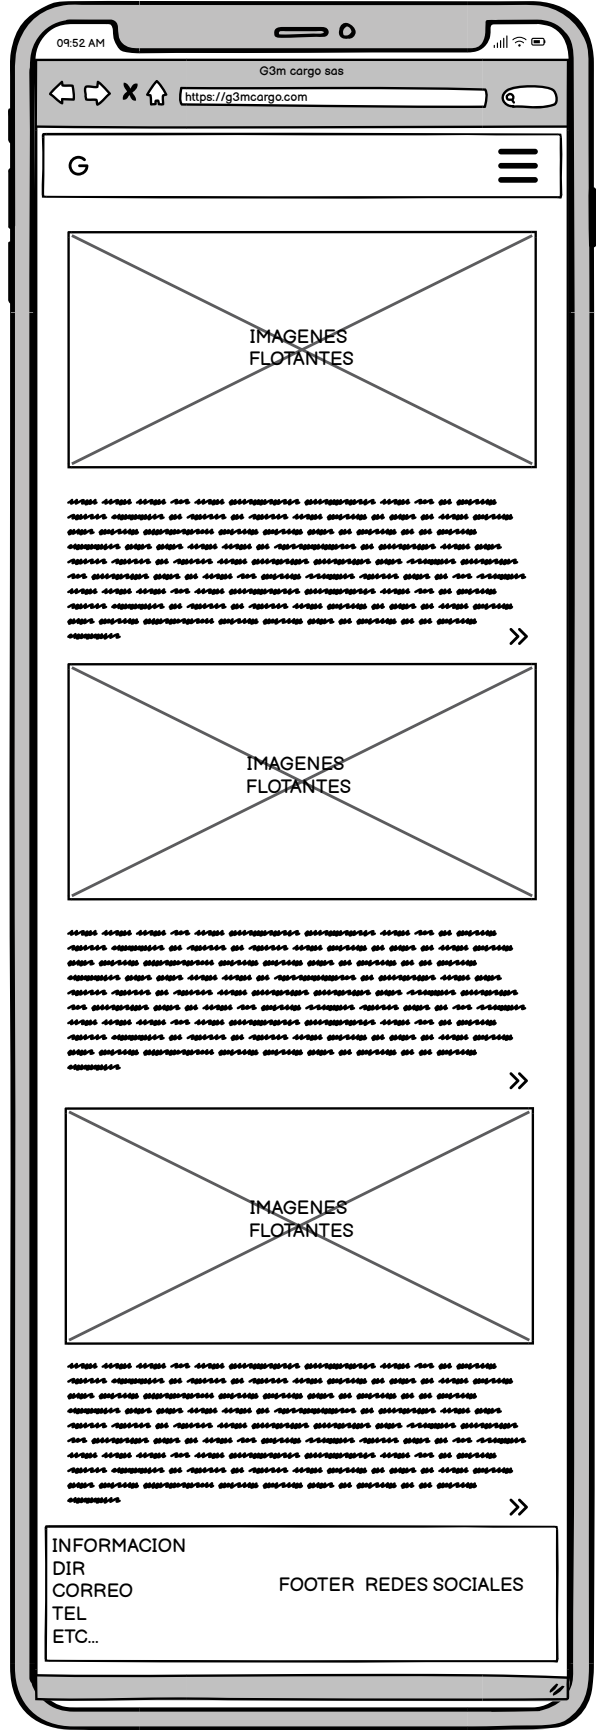 09:52 AM
G3m cargo sas
https://g3mcargo.com
G
IMAGENES
FLOTANTES
IMAGENES
FLOTANTES
IMAGENES
FLOTANTES
INFORMACION
DIR
CORREO
TEL
ETC...
FOOTER REDES SOCIALES